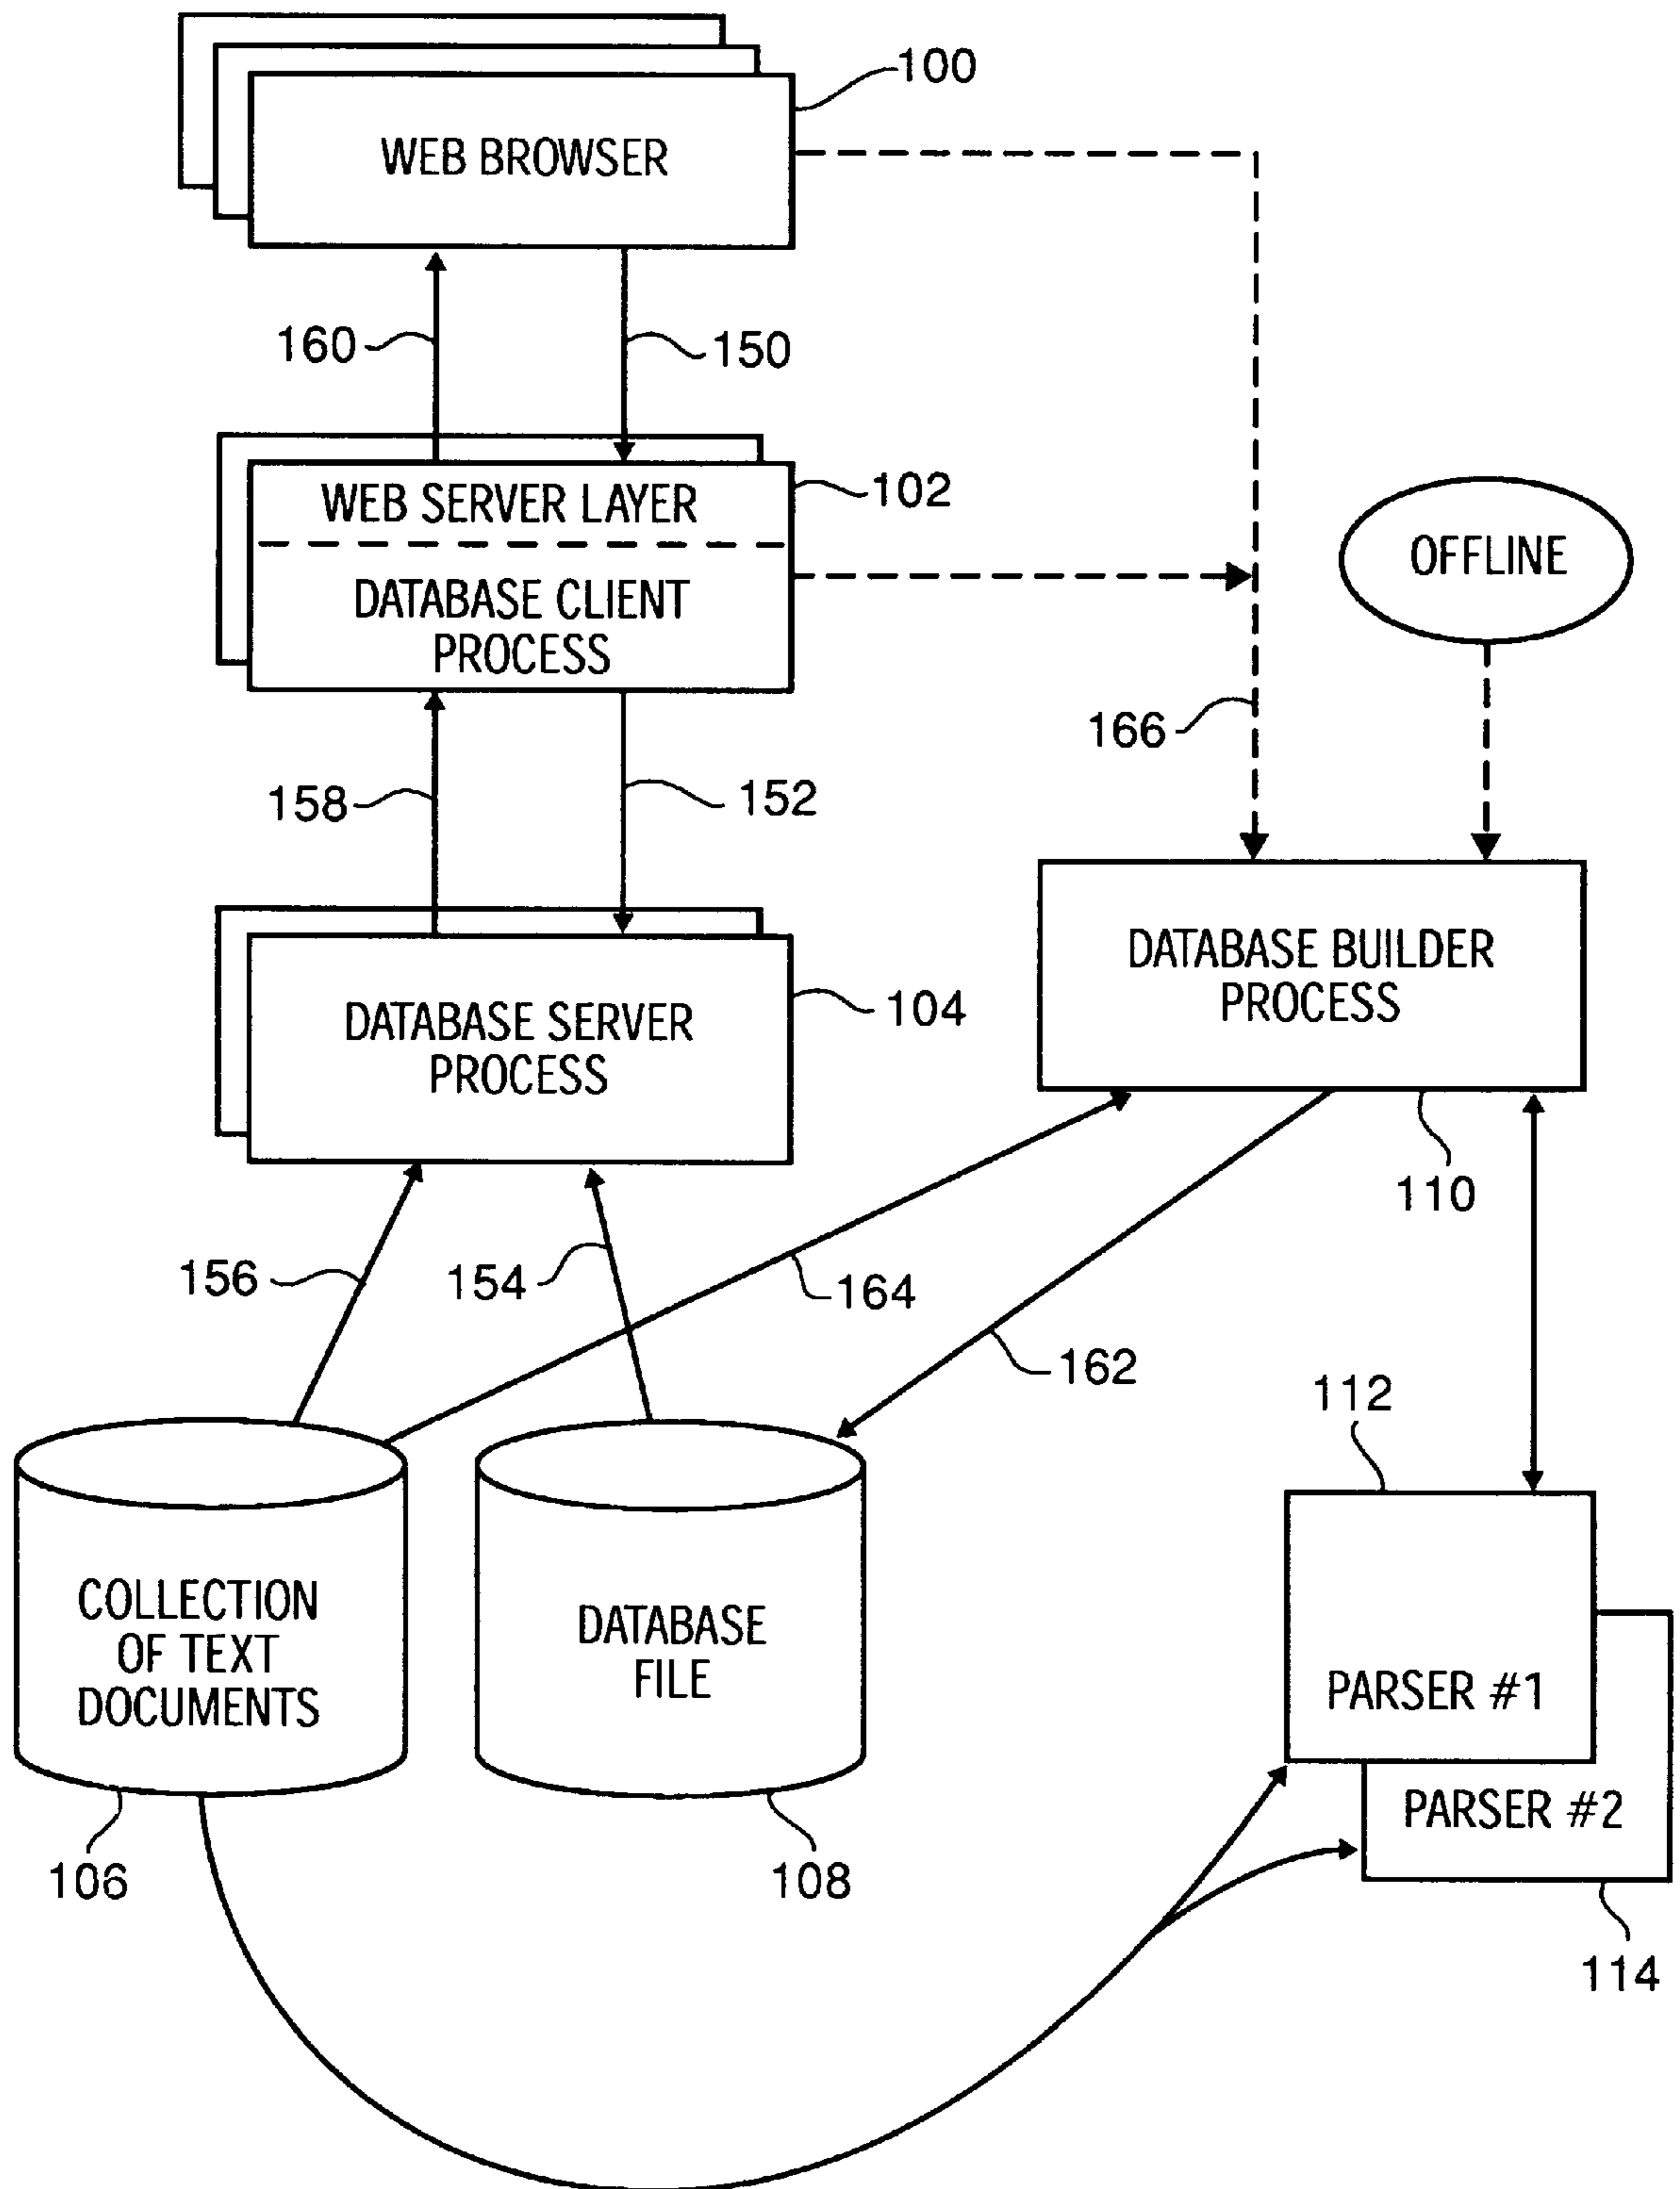 100
WEB BROWSER
160
150
WEB SERVER LAYER
102
DATABASE CLIENT
PROCESS
OFFLINE
166
158
152
DATABASE BUILDER
PROCESS
104
DATABASE SERVER
PROCESS
110
156
154
164
162
112
COLLECTION
OF TEXT
DOCUMENTS
DATABASE
FILE
PARSER #1
PARSER #2
106
108
114